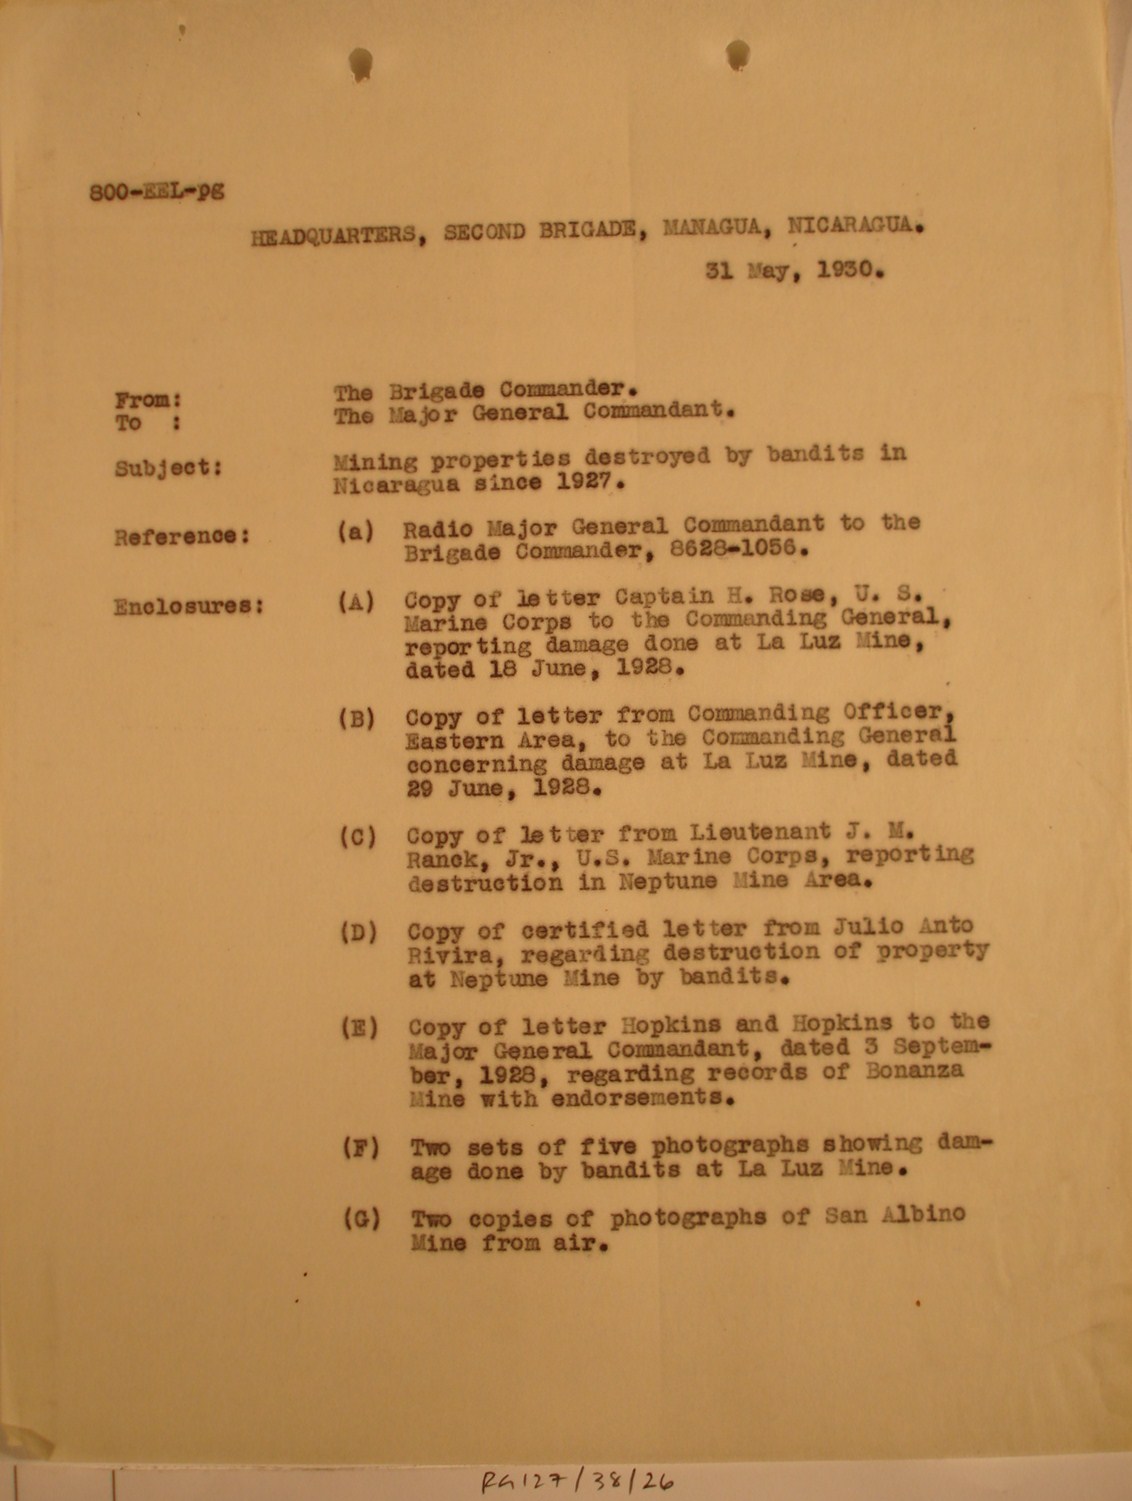 800-EEL-pg
HEADQUARTERS, SECOND BRIGADE, MANAGUA, NICARAGUA.
31 May, 1930.
From: The Brigade Commander.
To : The Major General Commandant.
Subject: Mining properties destroyed by bandits in
Nicaragua since 1927.
Reference: (a) Radio Major General Commandant to the
Brigade Commander, 8628-1056.
Enclosures: (A) Copy of letter Captain H. Rose, U. S.
Marine Corps to the Commanding General,
reporting damage done at La Luz Mine,
dated 18 June, 1928.
(B) Copy of letter from Commanding Officer,
Eastern Area, to the Commanding General
concerning damage at La Luz Mine, dated
29 June, 1928.
(C) Copy of letter from Lieutenant J. M.
Ranck, Jr., U.S. Marine Corps, reporting
destruction in Neptune Mine Area.
(D) Copy of certified letter from Julio Anto
Rivira, regarding destruction of property
at Neptune Mine by bandits.
(E) Copy of letter Hopkins and Hopkins to the
Major General Commandant, dated 3 Septem-
ber, 1928, regarding records of Bonanza
Mine with endorsements.
(F) Two sets of five photographs showing dam-
age done by bandits at La Luz Mine.
(G) Two copies of photographs of San Albino
Mine from air.
RG127/38/26